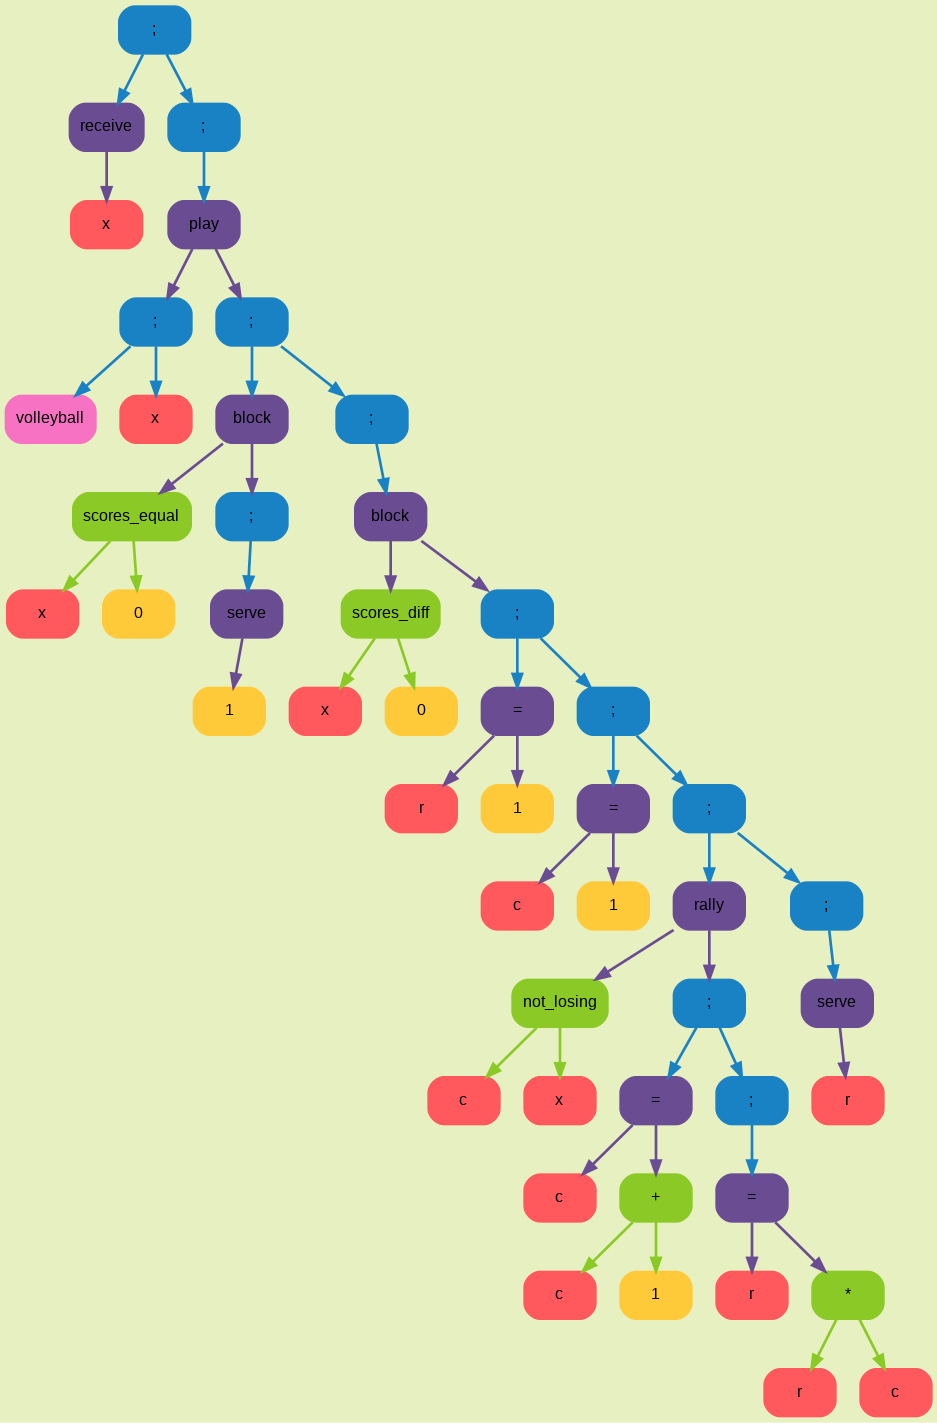 ;
receive ;
x play
; ;
volleyball x block ;
scores_equal ; block
x 0 serve scores_diff ;
1 x 0 = ;
r 1 = ;
c 1 rally ;
not_losing ; serve
c x = ; r
c + =
c 1 r *
r c